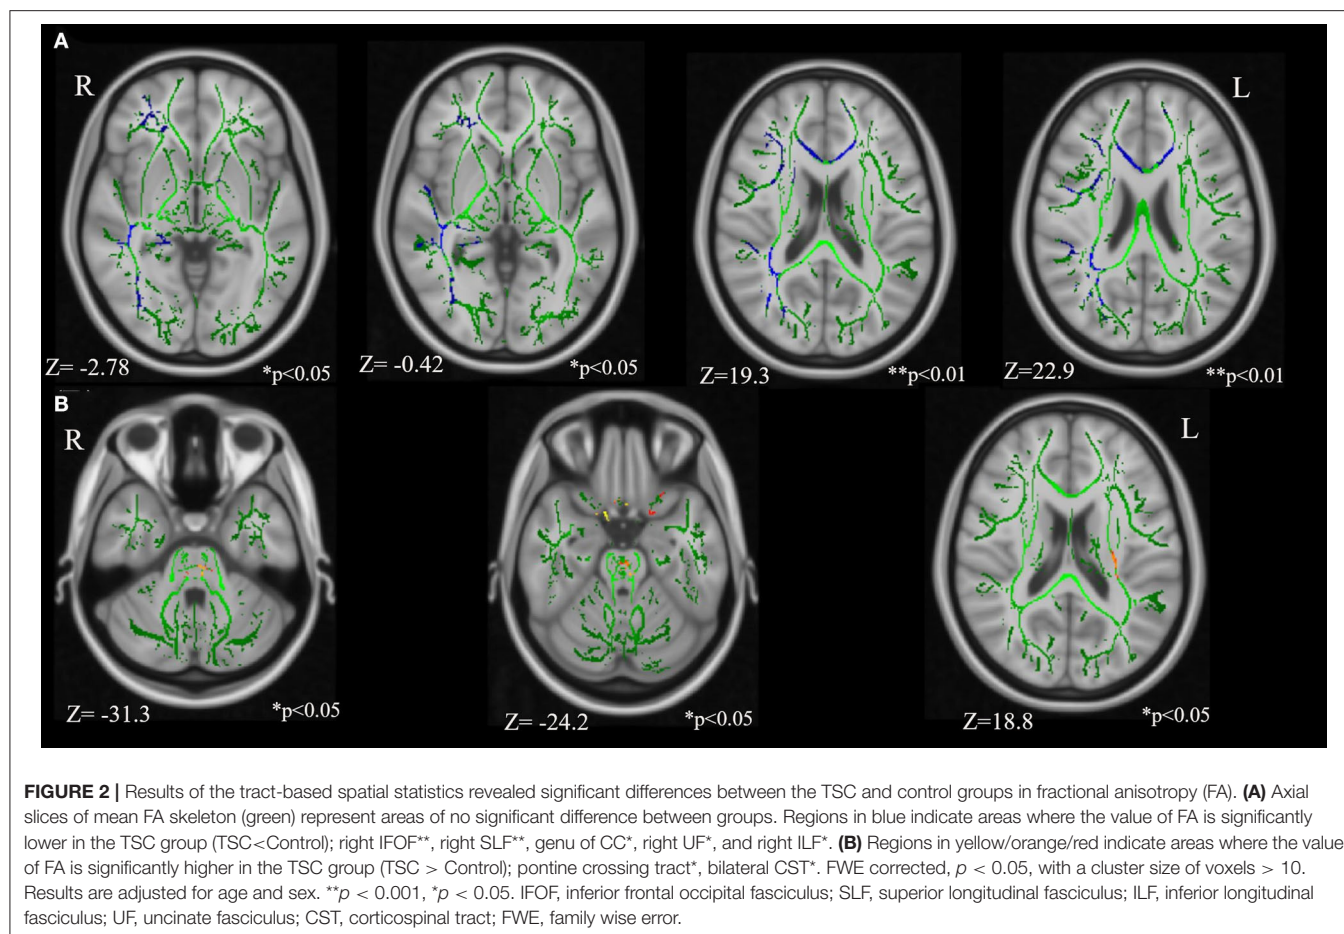 A
R
L
Z= -2.78
*p<0.05
Z= -0.42
*p<0.05
Z=19.3
**p<0.01
Z=22.9
**p<0.01
B
R
L
Z= -31.3
*p<0.05
Z= -24.2
*p<0.05
Z=18.8
*p<0.05
FIGURE 2 | Results of the tract-based spatial statistics revealed significant differences between the TSC and control groups in fractional anisotropy (FA). (A) Axial
slices of mean FA skeleton (green) represent areas of no significant difference between groups. Regions in blue indicate areas where the value of FA is significantly
lower in the TSC group (TSC<Control); right IFOF**, right SLF**, genu of CC*, right UF*, and right ILF*. (B) Regions in yellow/orange/red indicate areas where the value
of FA is significantly higher in the TSC group (TSC > Control); pontine crossing tract*, bilateral CST*. FWE corrected, p < 0.05, with a cluster size of voxels > 10.
Results are adjusted for age and sex. **p < 0.001, *p < 0.05. IFOF, inferior frontal occipital fasciculus; SLF, superior longitudinal fasciculus; ILF, inferior longitudinal
fasciculus; UF, uncinate fasciculus; CST, corticospinal tract; FWE, family wise error.